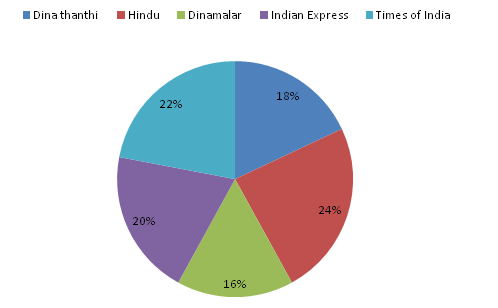 Dina thanthi Hindu Dinamalar Indian Express Times of India
22% 18%
24%
20%
16%